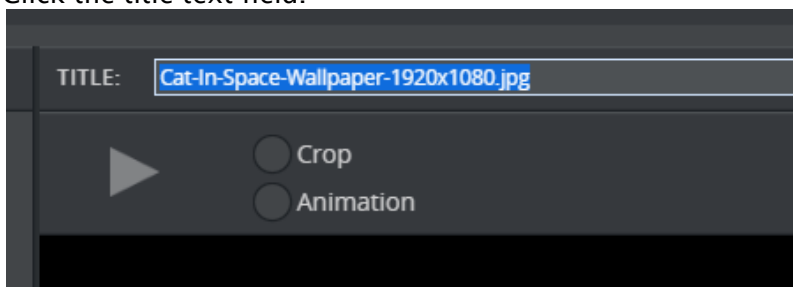 Click the title text field.
TITLE: Cat-In-Space-Wallpaper-1920x1080.jpg
Crop
Animation